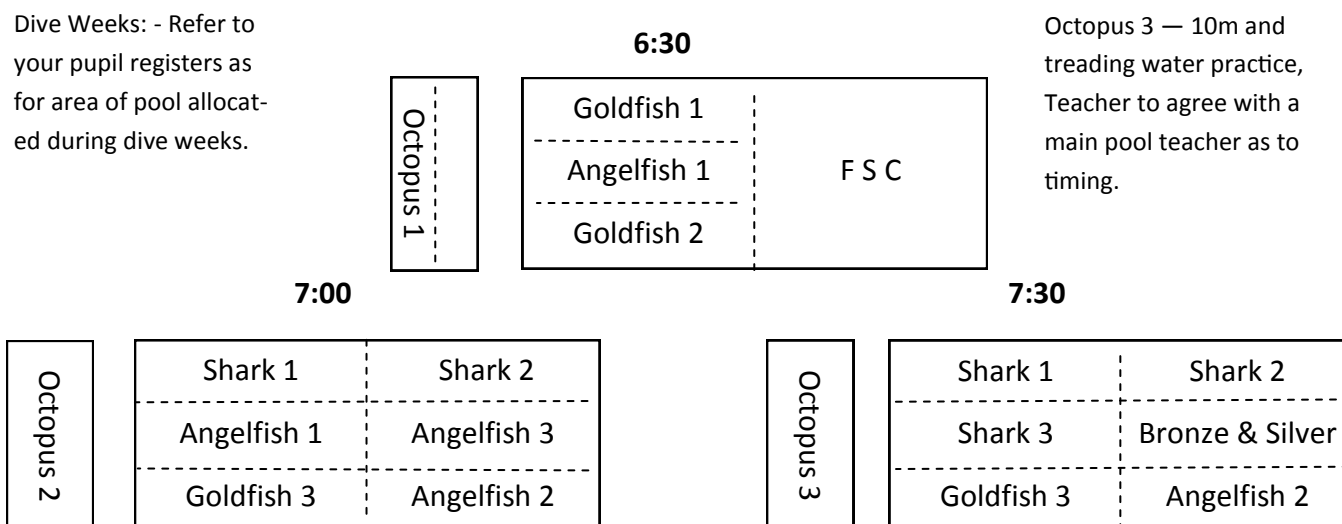 Dive Weeks: - Refer to
your pupil registers as
for area of pool allocat-
ed during dive weeks.
6:30
Octopus 3 — 10m and
treading water practice,
Teacher to agree with a
main pool teacher as to
timing.
Octopus 1
Goldfish 1
Angelfish 1
Goldfish 2
F S C
7:00
Octopus 2
Shark 1
Shark 2
Angelfish 1
Angelfish 3
Goldfish 3
Angelfish 2
7:30
Octopus 3
Shark 1
Shark 2
Shark 3
Bronze & Silver
Goldfish 3
Angelfish 2